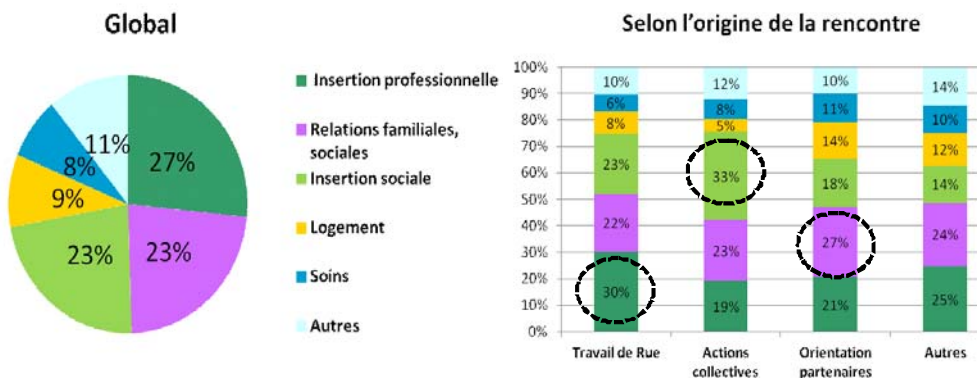 Global
27%
23%
23%
9%
8%
11%
Insertion professionnelle
Relations familiales,
sociales
Insertion sociale
Logement
Soins
Autres
Selon l'origine de la rencontre
100%
90%
80%
70%
60%
50%
40%
30%
20%
10%
0%
10%
6%
8%
23%
22%
30%
12%
8%
5%
33%
23%
19%
10%
11%
14%
18%
27%
21%
14%
10%
12%
14%
24%
25%
Travail de Rue
Actions
collectives
Orientation
partenaires
Autres